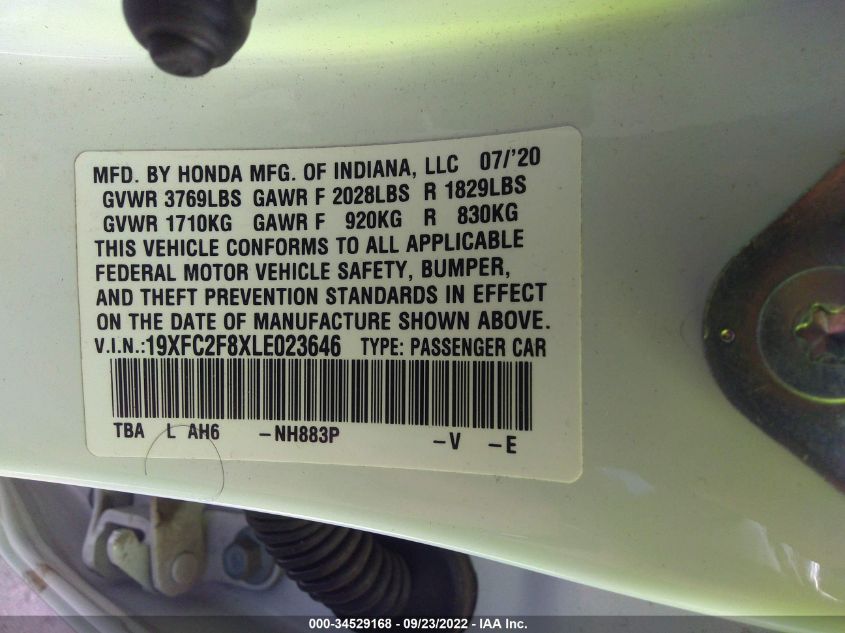 MFD. BY HONDA MFG. OF INDIANA, LLC 07/'20
GVWR 3769LBS GAWR F 2028LBS R 1829LBS
GVWR 1710KG GAWR F 920KG R 830KG
THIS VEHICLE CONFORMS TO ALL APPLICABLE
FEDERAL MOTOR VEHICLE SAFETY, BUMPER,
AND THEFT PREVENTION STANDARDS IN EFFECT
ON THE DATE OF MANUFACTURE SHOWN ABOVE.
V.I.N.:19XFC2F8XLE023646 TYPE: PASSENGER CAR
TBA L AH6 -NH883P -V -E
000-34529168 - 09/23/2022 - IAA Inc.